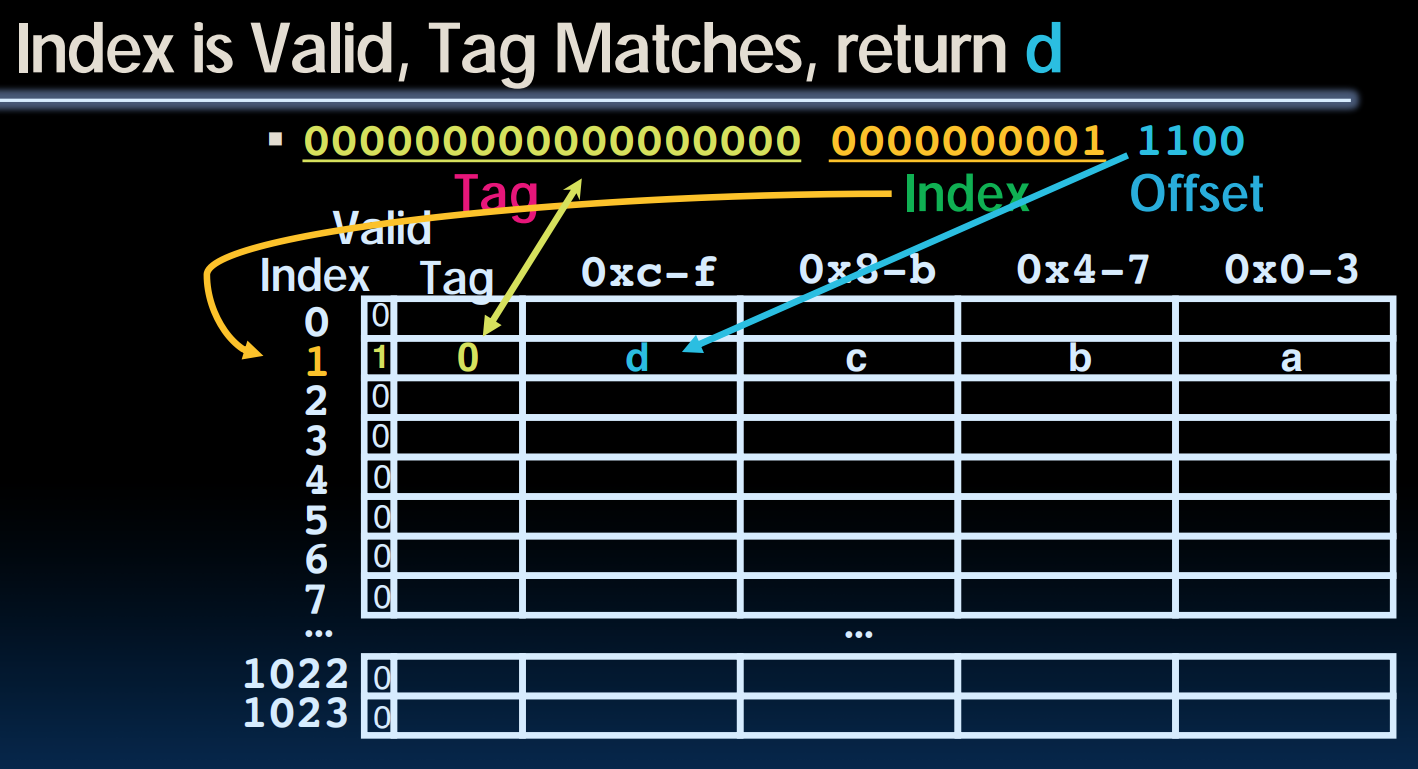 Index is Valid, Tag Matches, return d
▪ 000000000000000000 0000000001 1100
Tag Index Offset
Valid
Index Tag 0xc-f 0x8-b 0x4-7 0x0-3
0 0
1 1 0 d c b a
2 0
3 0
4 0
5 0
6 0
7 0
... ...
1022 0
1023 0